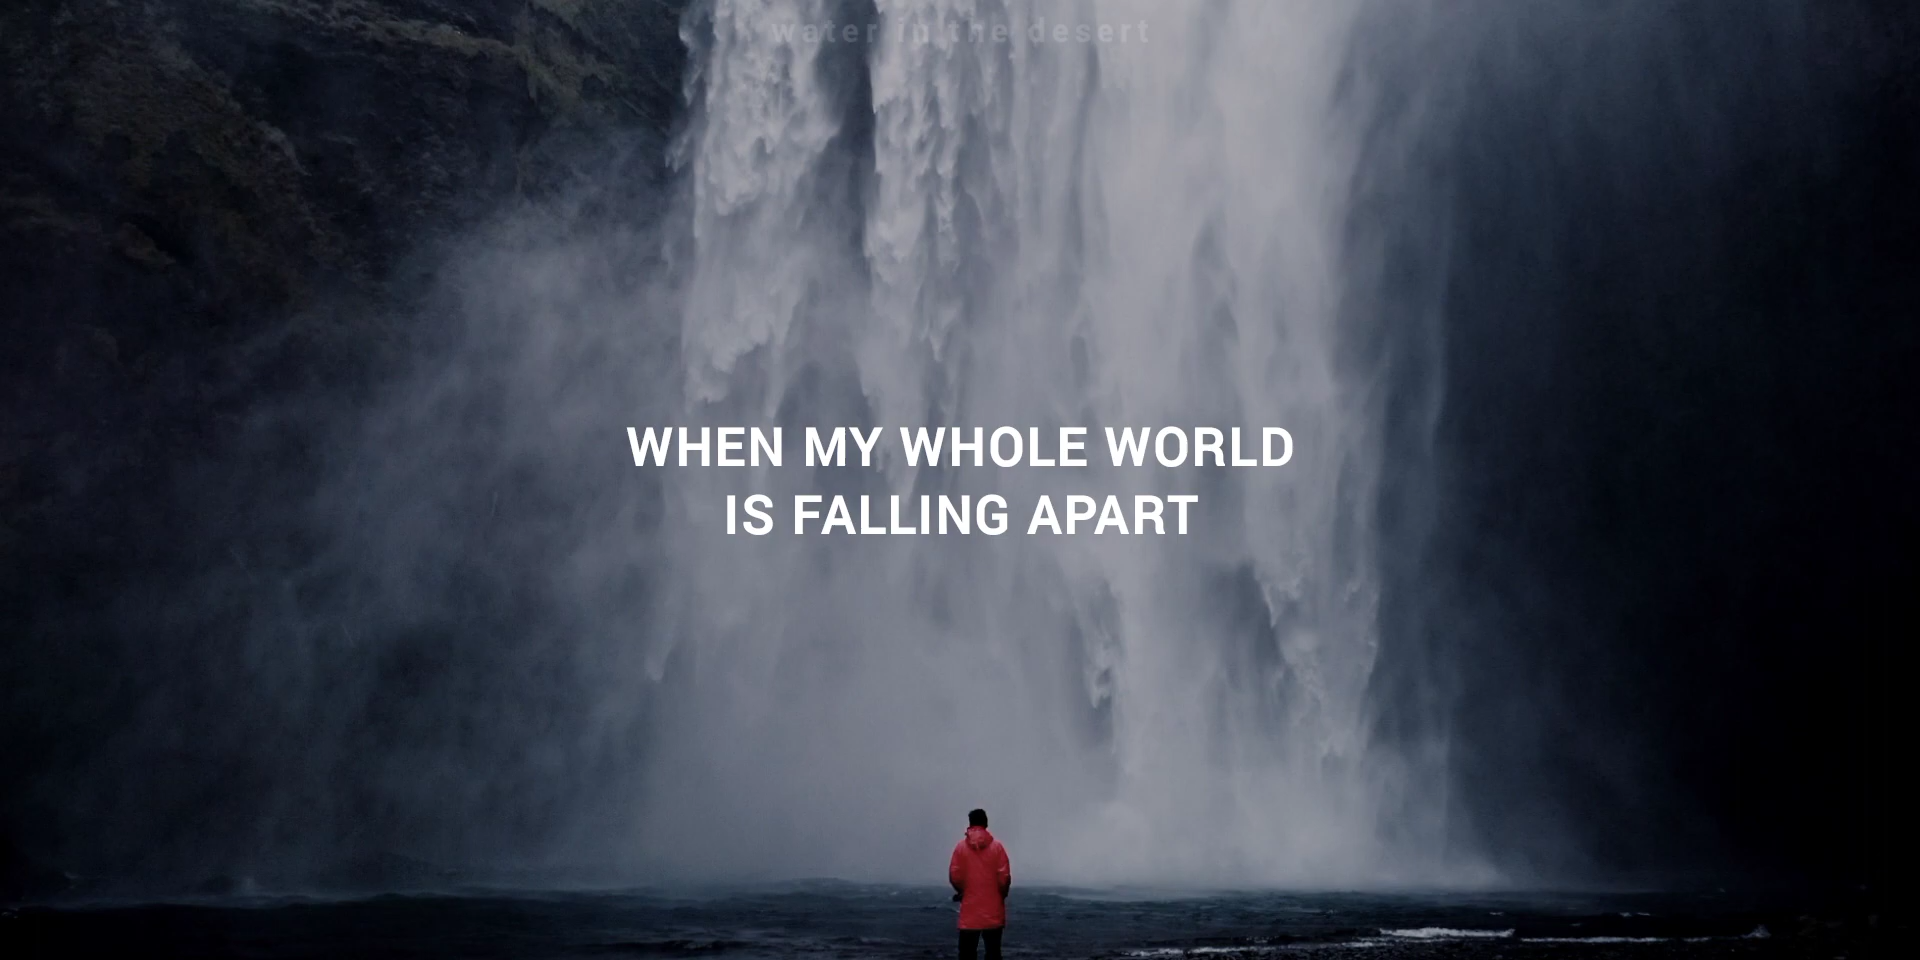 water in the desert
WHEN MY WHOLE WORLD
IS FALLING APART